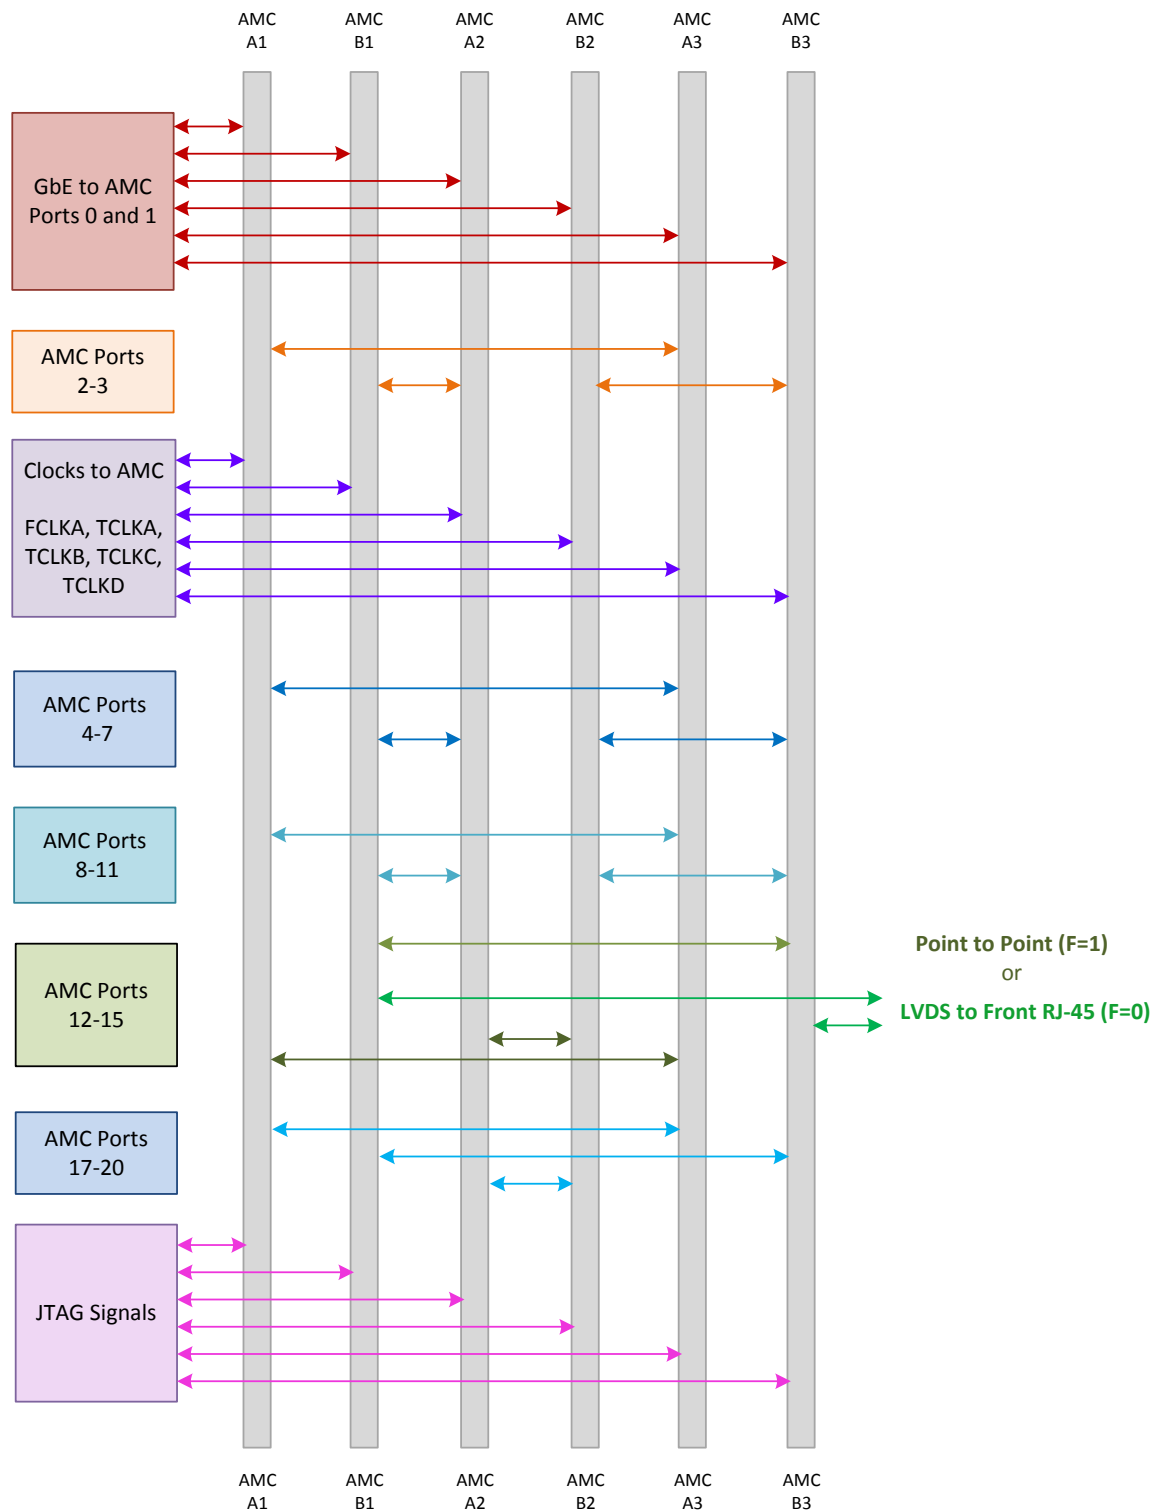 AMC
A1
AMC
B1
AMC
A2
AMC
B2
AMC
A3
AMC
B3
GbE to AMC
Ports 0 and 1
AMC Ports
2-3
Clocks to AMC
FCLKA, TCLKA,
TCLKB, TCLKC,
TCLKD
AMC Ports
4-7
AMC Ports
8-11
AMC Ports
12-15
Point to Point (F=1)
or
LVDS to Front RJ-45 (F=0)
AMC Ports
17-20
JTAG Signals
AMC
A1
AMC
B1
AMC
A2
AMC
B2
AMC
A3
AMC
B3